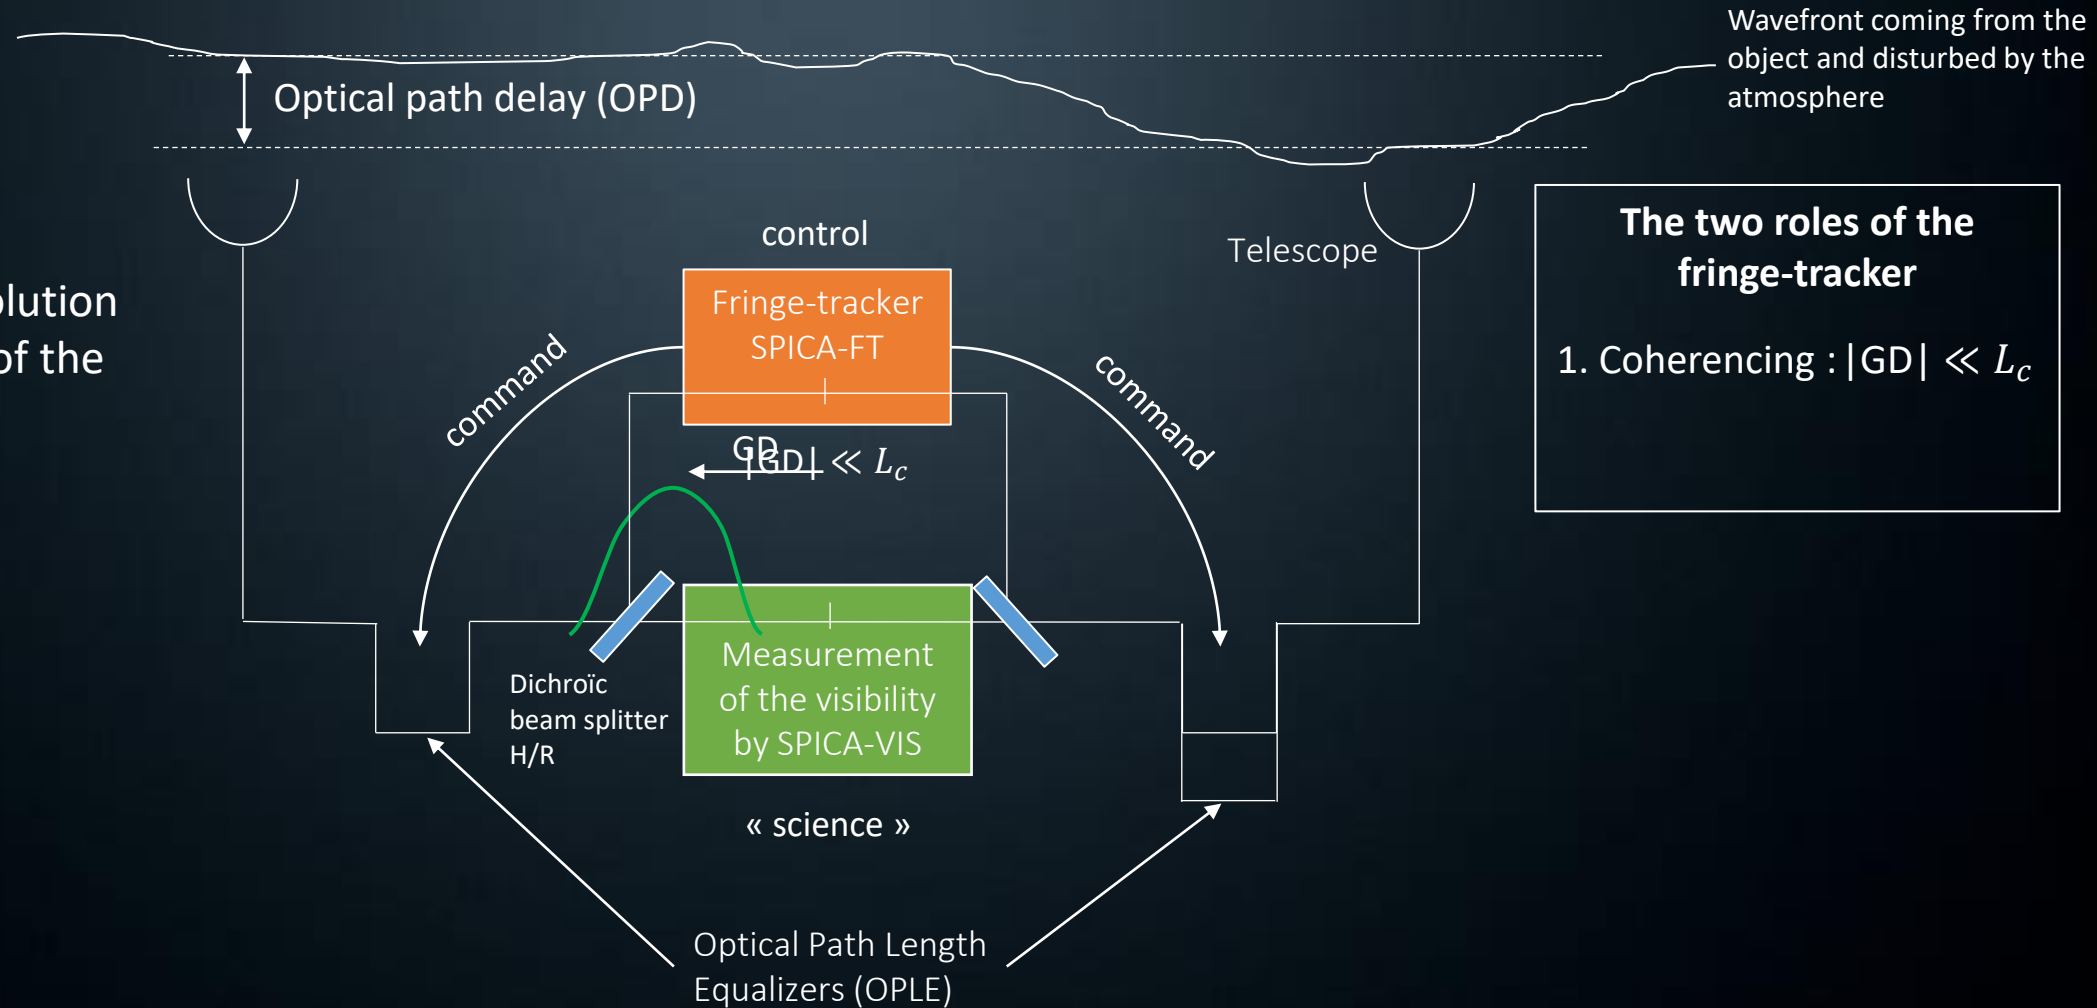 Wavefront coming from the
object and disturbed by the
atmosphere
Optical path delay (OPD)
control
Telescope
The two roles of the
fringe-tracker
1. Coherencing : |GD| ≪ L_c
olution
of the
Fringe-tracker
SPICA-FT
command
command
GD
|GD| ≪ L_c
Measurement
of the visibility
by SPICA-VIS
Dichroïc
beam splitter
H/R
« science »
Optical Path Length
Equalizers (OPLE)